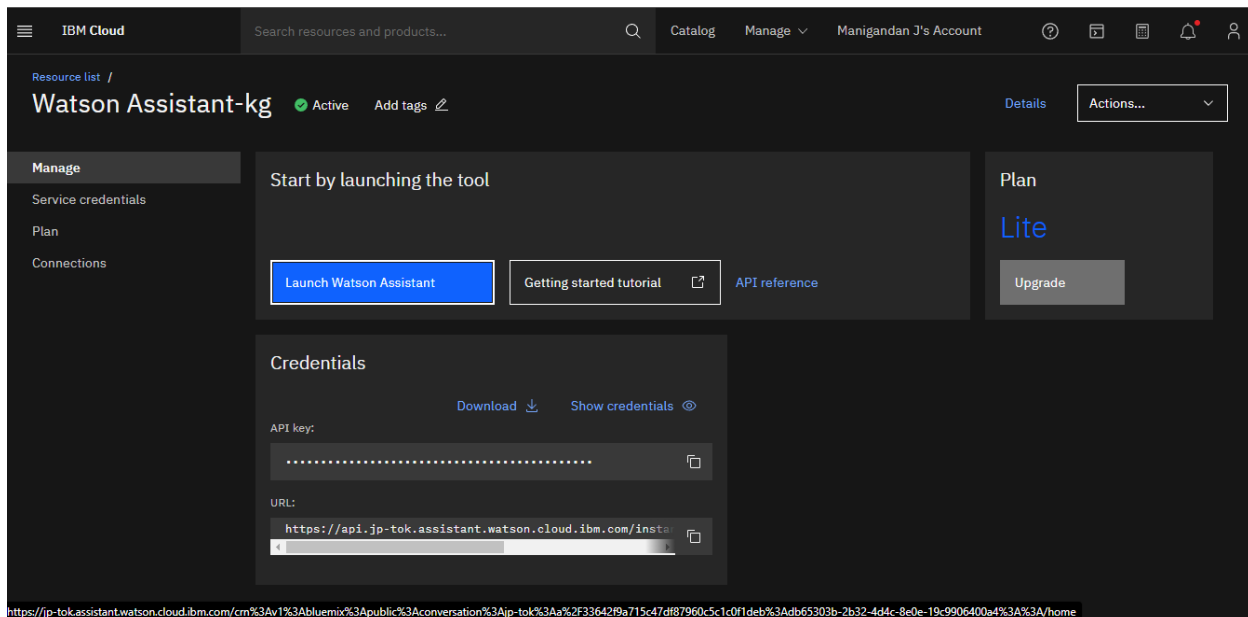 IBM Cloud
Search resources and products...
Catalog
Manage
Manigandan J's Account
Resource list /
Watson Assistant-kg
Active
Add tags
Details
Actions...
Manage
Service credentials
Plan
Connections
Start by launching the tool
Launch Watson Assistant
Getting started tutorial
API reference
Plan
Lite
Upgrade
Credentials
Download
Show credentials
API key:
URL:
https://api.jp-tok.assistant.watson.cloud.ibm.com/insta
https://jp-tok.assistant.watson.cloud.ibm.com/crn%3Av1%3Abluemix%3Apublic%3Aconversation%3Ajp-tok%3Aa%2F33642f9a715c47df87960c5c1c0f1deb%3Adb65303b-2b32-4d4c-8e0e-19c9906400a4%3A%3A/home